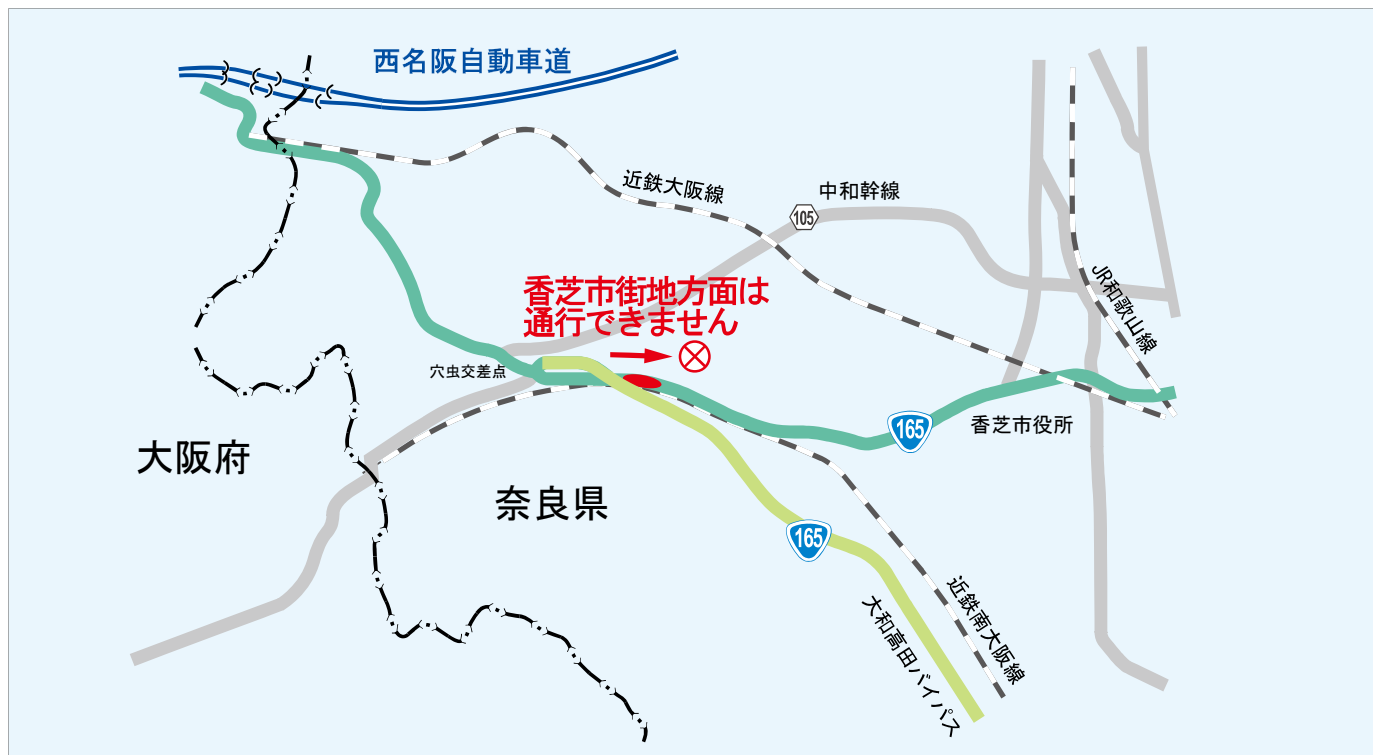 西名阪自動車道
近鉄大阪線
中和幹線
105
JR和歌山線
香芝市街地方面は
通行できません
穴虫交差点
165
香芝市役所
大阪府
奈良県
165
近鉄南大阪線
大和高田バイパス